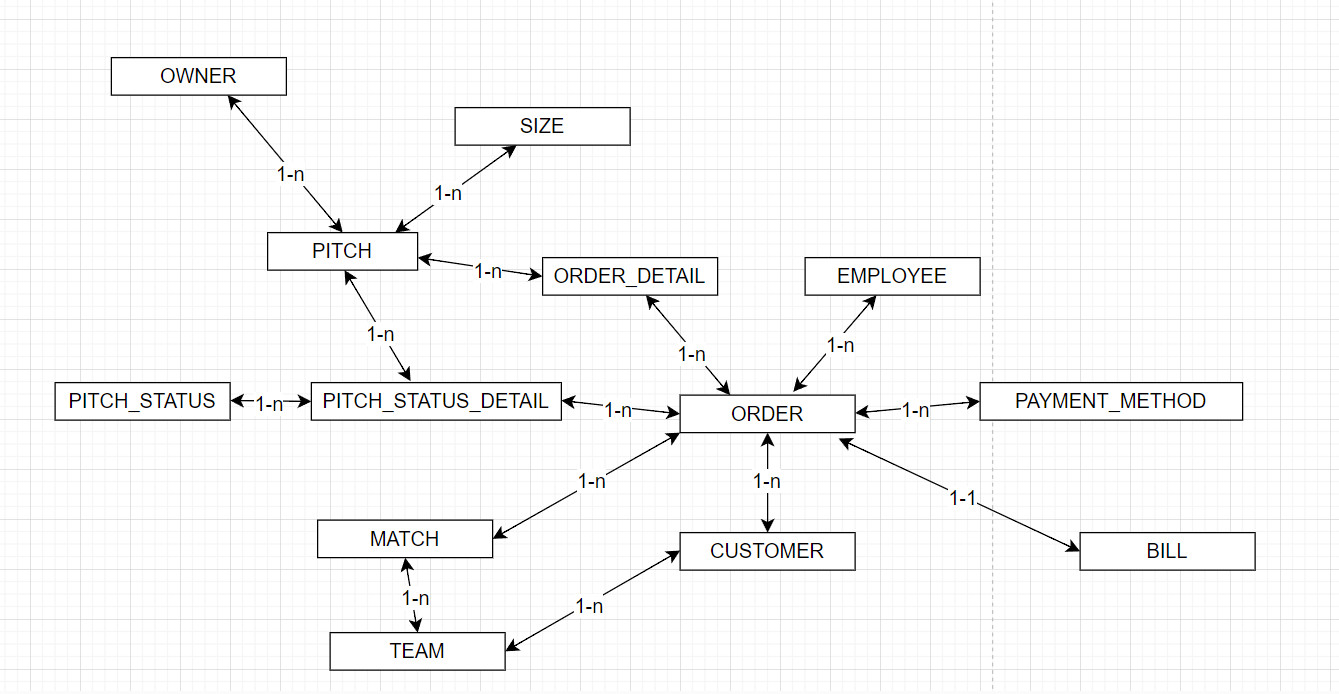 OWNER
SIZE
1-n
1-n
PITCH
1-n
ORDER_DETAIL
EMPLOYEE
1-n
1-n
1-n
PITCH_STATUS
1-n
PITCH_STATUS_DETAIL
1-n
ORDER
1-n
PAYMENT_METHOD
1-n
1-n
1-1
MATCH
CUSTOMER
BILL
1-n
1-n
TEAM